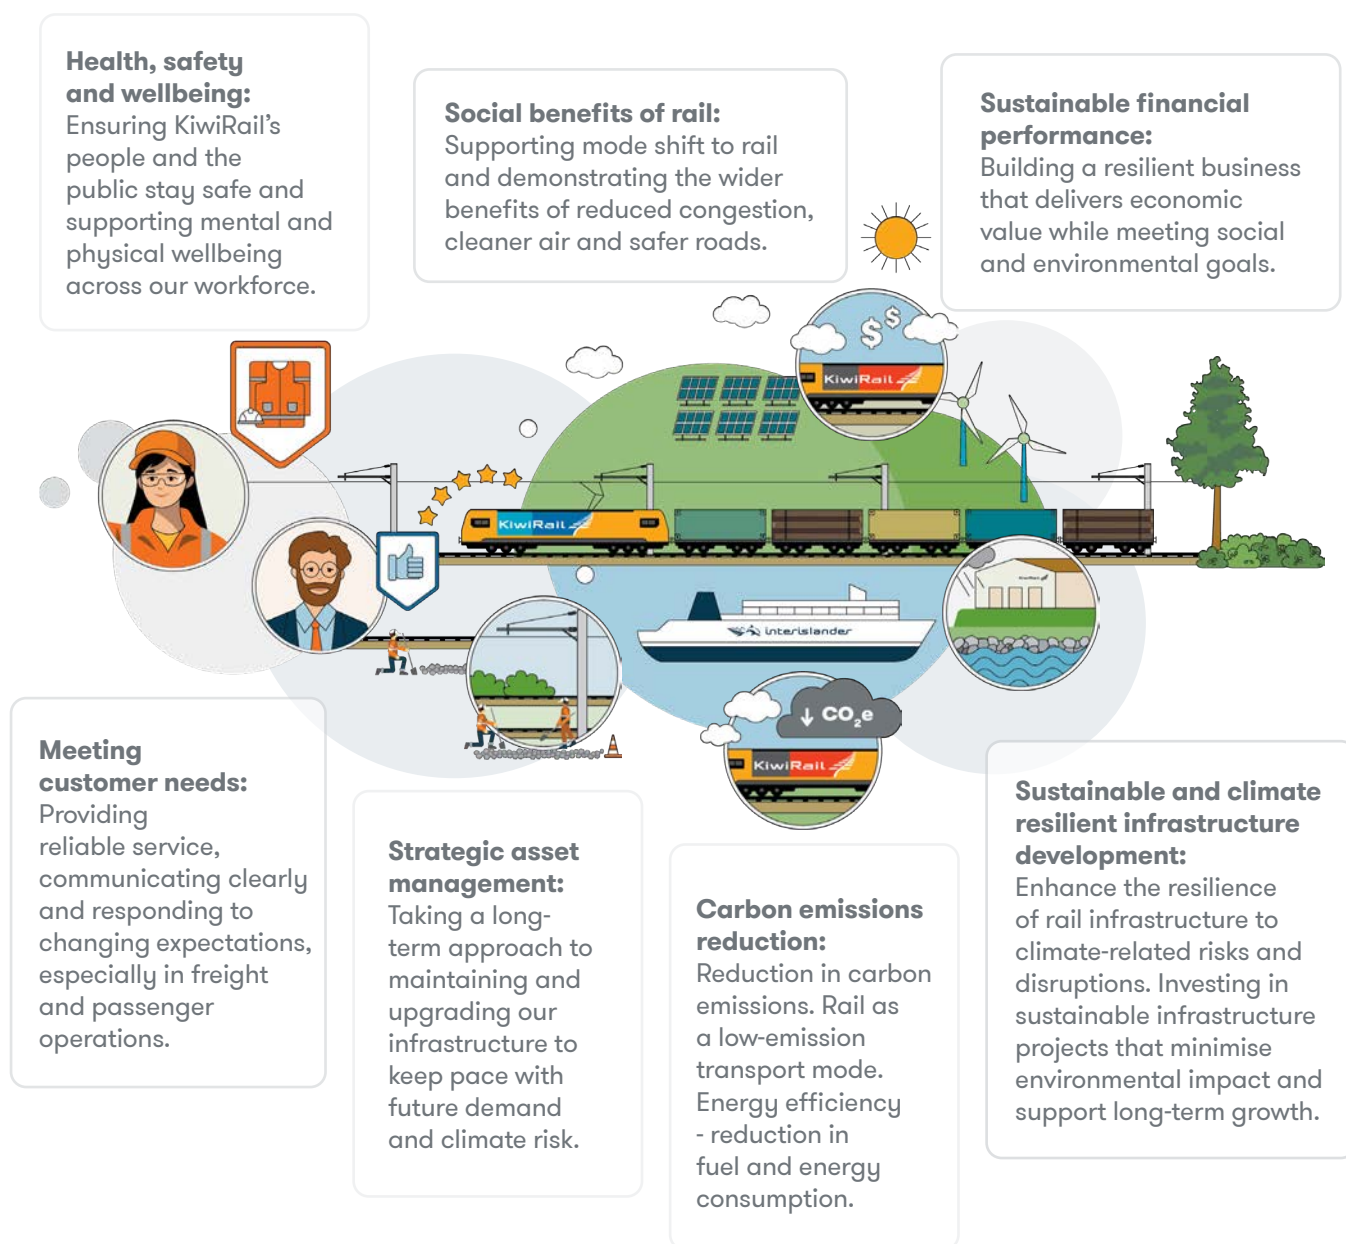 Health, safety
and wellbeing:
Ensuring KiwiRail's
people and the
public stay safe and
supporting mental and
physical wellbeing
across our workforce.
Social benefits of rail:
Supporting mode shift to rail
and demonstrating the wider
benefits of reduced congestion,
cleaner air and safer roads.
Sustainable financial
performance:
Building a resilient business
that delivers economic
value while meeting social
and environmental goals.
$ $
KiwiRail
KiwiRail
KiwiRail
interislander
↓ CO₂e
KiwiRail
Meeting
customer needs:
Providing
reliable service,
communicating clearly
and responding to
changing expectations,
especially in freight
and passenger
operations.
Strategic asset
management:
Taking a long-
term approach to
maintaining and
upgrading our
infrastructure to
keep pace with
future demand
and climate risk.
Carbon emissions
reduction:
Reduction in carbon
emissions. Rail as
a low-emission
transport mode.
Energy efficiency
- reduction in
fuel and energy
consumption.
Sustainable and climate
resilient infrastructure
development:
Enhance the resilience
of rail infrastructure to
climate-related risks and
disruptions. Investing in
sustainable infrastructure
projects that minimise
environmental impact and
support long-term growth.